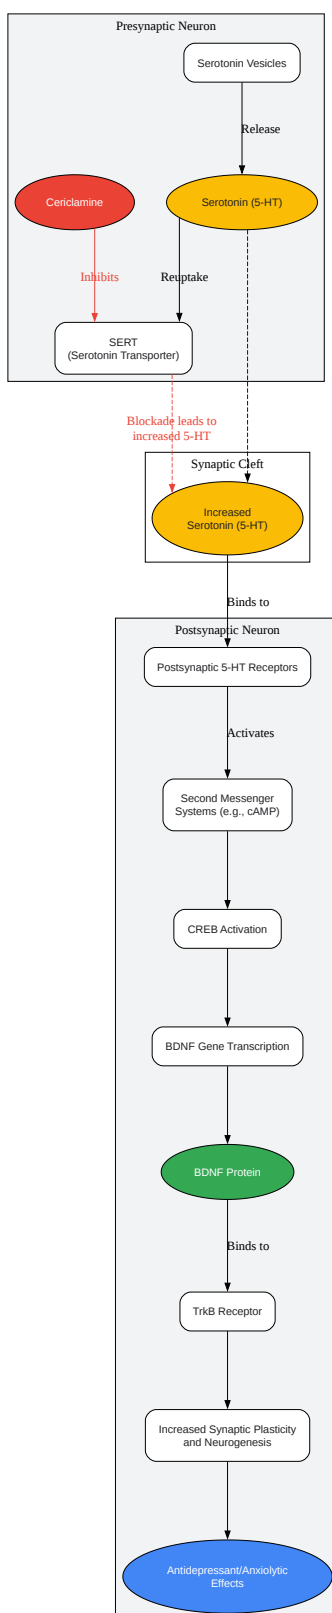 Presynaptic Neuron
Serotonin Vesicles
Release
Cericlamine
Serotonin (5-HT)
Inhibits
Reuptake
SERT
(Serotonin Transporter)
Blockade leads to
increased 5-HT
Synaptic Cleft
Increased
Serotonin (5-HT)
Binds to
Postsynaptic Neuron
Postsynaptic 5-HT Receptors
Activates
Second Messenger
Systems (e.g., cAMP)
CREB Activation
BDNF Gene Transcription
BDNF Protein
Binds to
TrkB Receptor
Increased Synaptic Plasticity
and Neurogenesis
Antidepressant/Anxiolytic
Effects